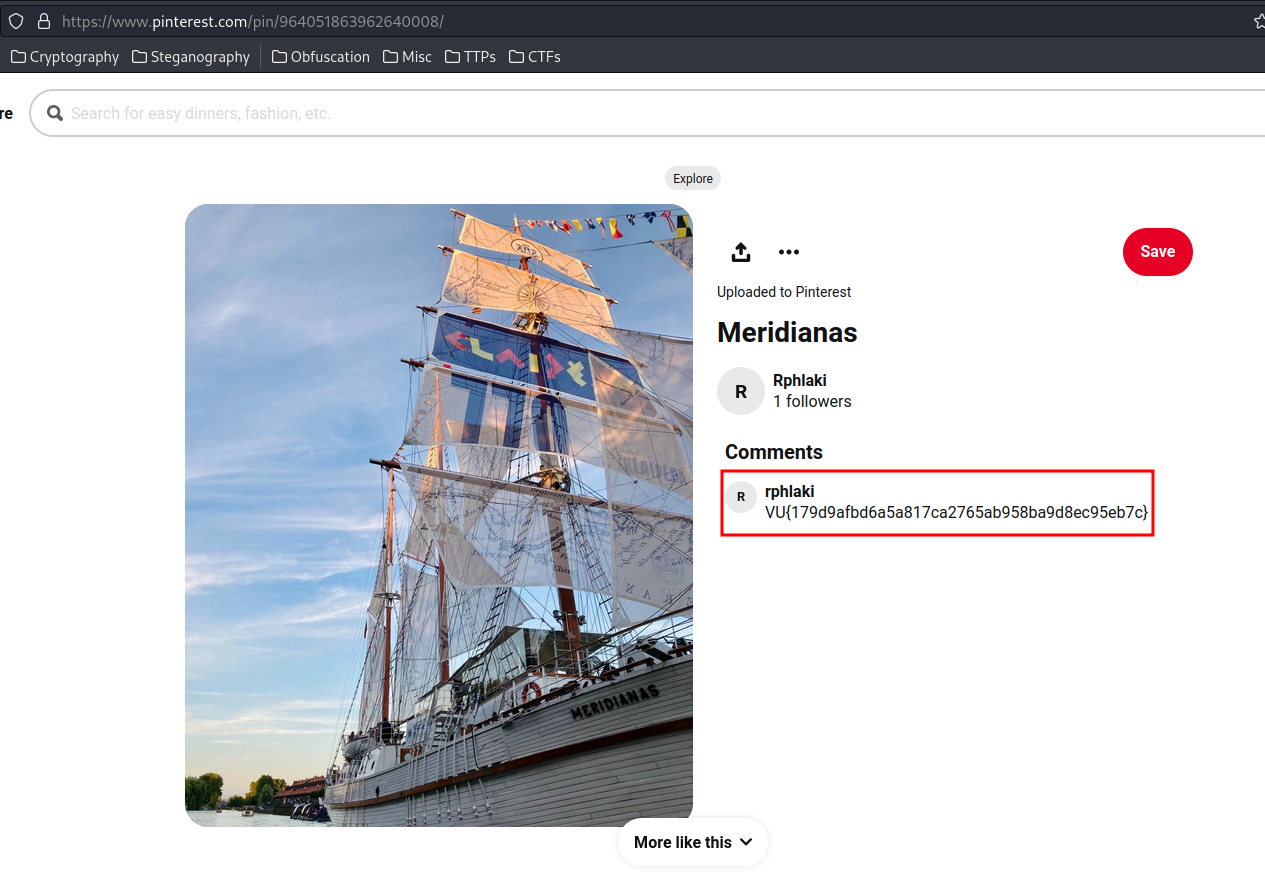 https://www.pinterest.com/pin/964051863962640008/
Cryptography Steganography Obfuscation Misc TTPs CTFs
re Search for easy dinners, fashion, etc.
Explore
Save
Uploaded to Pinterest
Meridianas
R Rphlaki
1 followers
Comments
R rphlaki
VU{179d9afbd6a5a817ca2765ab958ba9d8ec95eb7c}
MERIDIANAS
More like this